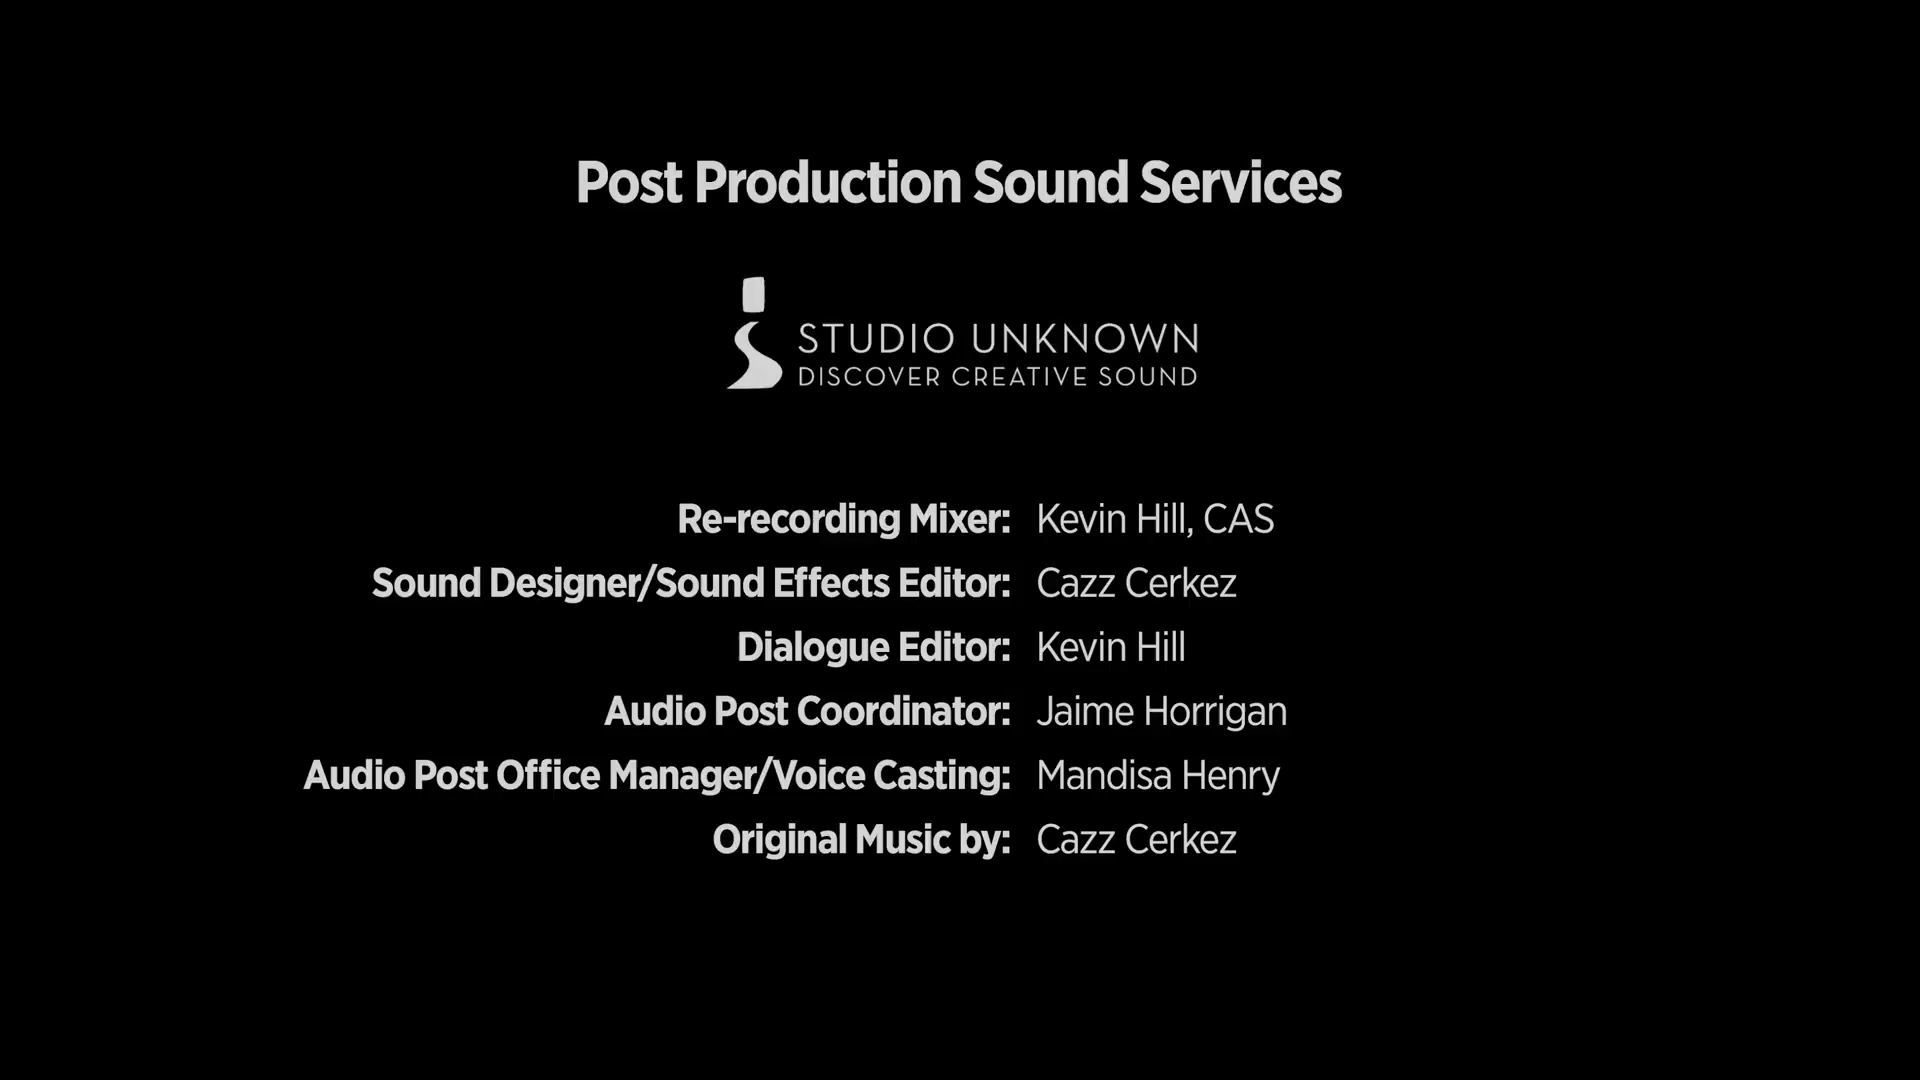 Post Production Sound Services
STUDIO UNKNOWN
DISCOVER CREATIVE SOUND
Re-recording Mixer: Kevin Hill, CAS
Sound Designer/Sound Effects Editor: Cazz Cerkez
Dialogue Editor: Kevin Hill
Audio Post Coordinator: Jaime Horrigan
Audio Post Office Manager/Voice Casting: Mandisa Henry
Original Music by: Cazz Cerkez